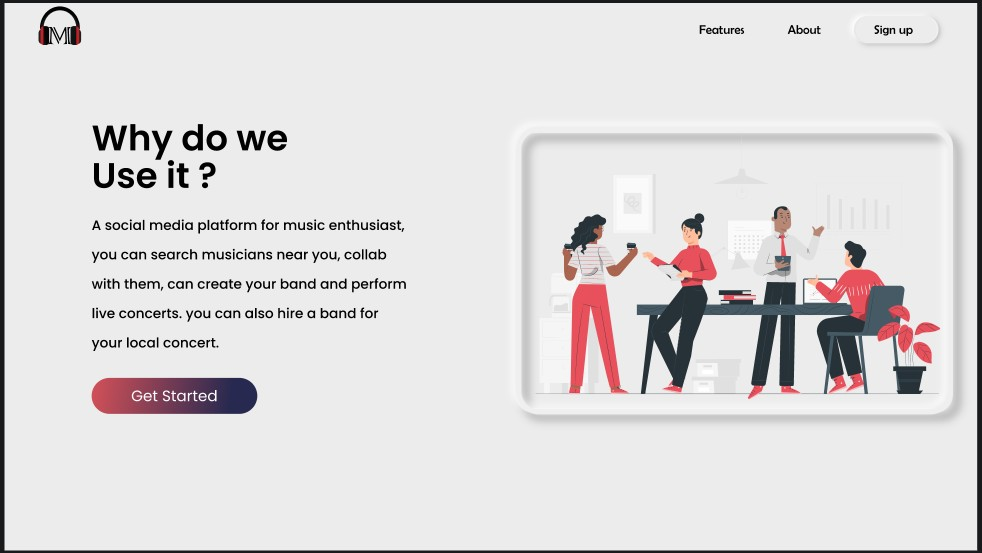 M
Features
About
Sign up
Why do we
Use it ?
A social media platform for music enthusiast,
you can search musicians near you, collab
with them, can create your band and perform
live concerts. you can also hire a band for
your local concert.
Get Started